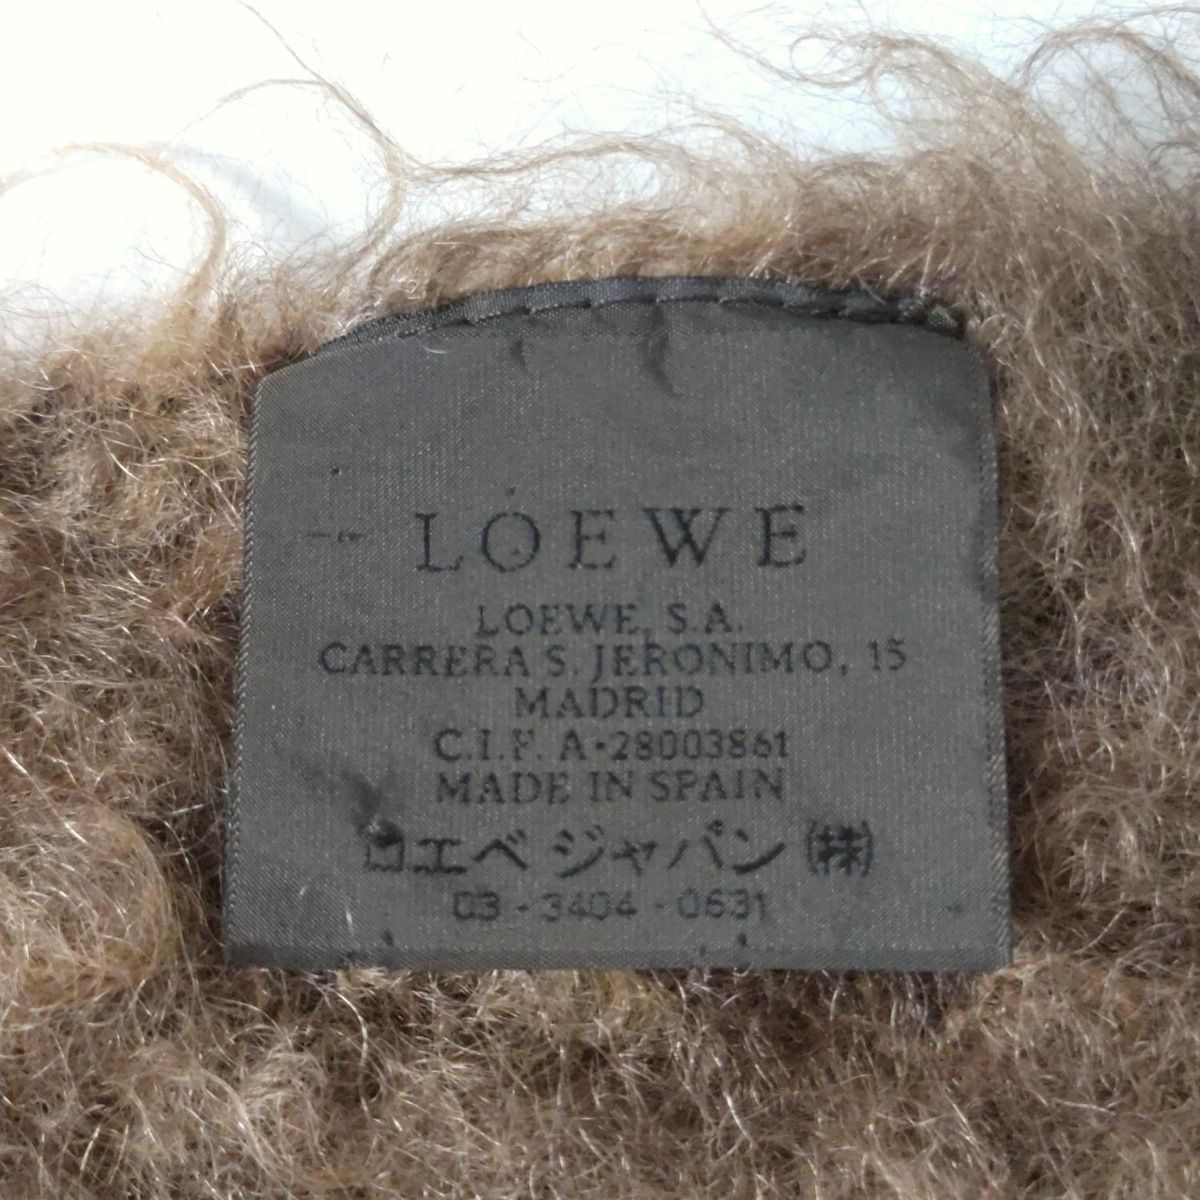 LOEWE
LOEWE, S.A.
CARRERA S. JERONIMO, 15
MADRID
C.I.F. A·28003861
MADE IN SPAIN
ロエベ ジャパン(株)
03-3404-0631